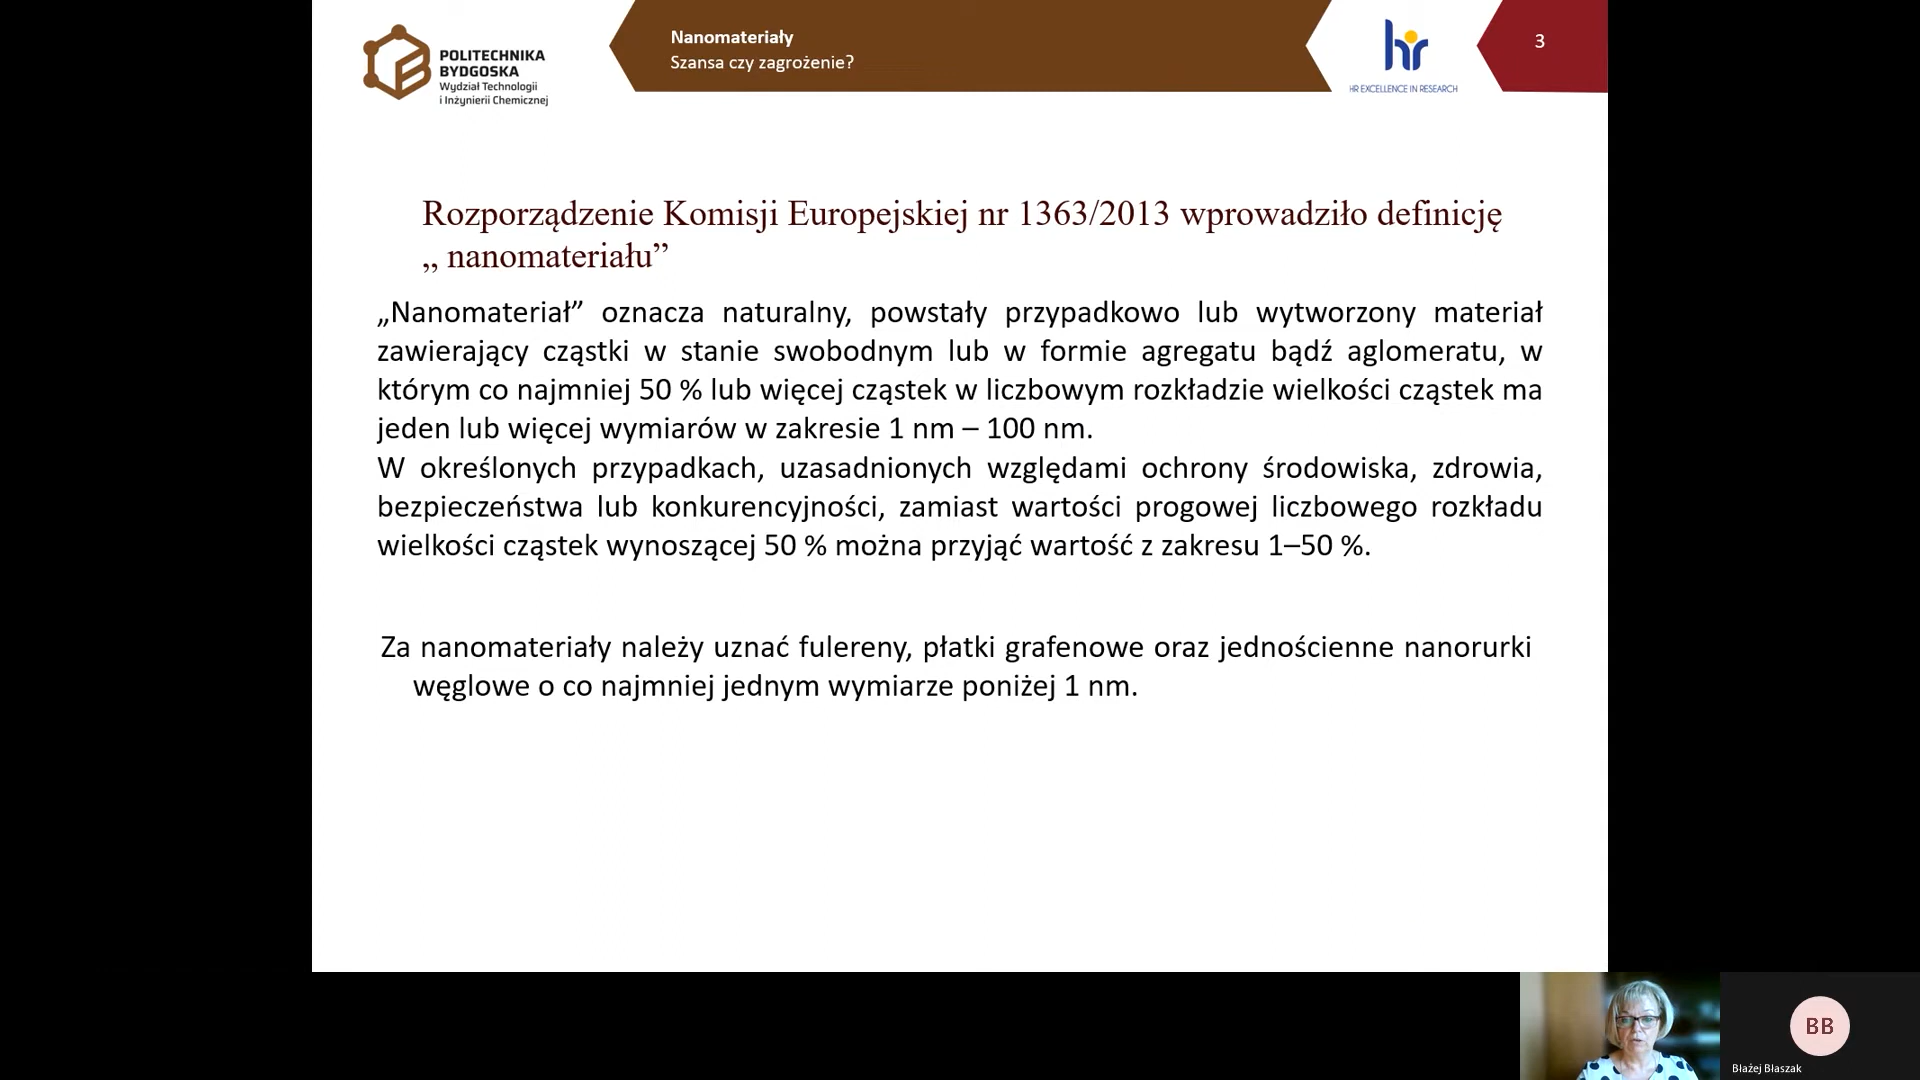 POLITECHNIKA
BYDGOSKA
Wydział Technologii
i Inżynierii Chemicznej
Nanomateriały
Szansa czy zagrożenie?
hr
HR EXCELLENCE IN RESEARCH
3
Rozporządzenie Komisji Europejskiej nr 1363/2013 wprowadziło definicję
„ nanomateriału”
„Nanomateriał” oznacza naturalny, powstały przypadkowo lub wytworzony materiał
zawierający cząstki w stanie swobodnym lub w formie agregatu bądź aglomeratu, w
którym co najmniej 50 % lub więcej cząstek w liczbowym rozkładzie wielkości cząstek ma
jeden lub więcej wymiarów w zakresie 1 nm – 100 nm.
W określonych przypadkach, uzasadnionych względami ochrony środowiska, zdrowia,
bezpieczeństwa lub konkurencyjności, zamiast wartości progowej liczbowego rozkładu
wielkości cząstek wynoszącej 50 % można przyjąć wartość z zakresu 1–50 %.
Za nanomateriały należy uznać fulereny, płatki grafenowe oraz jednościenne nanorurki
węglowe o co najmniej jednym wymiarze poniżej 1 nm.
BB
Błażej Błaszak